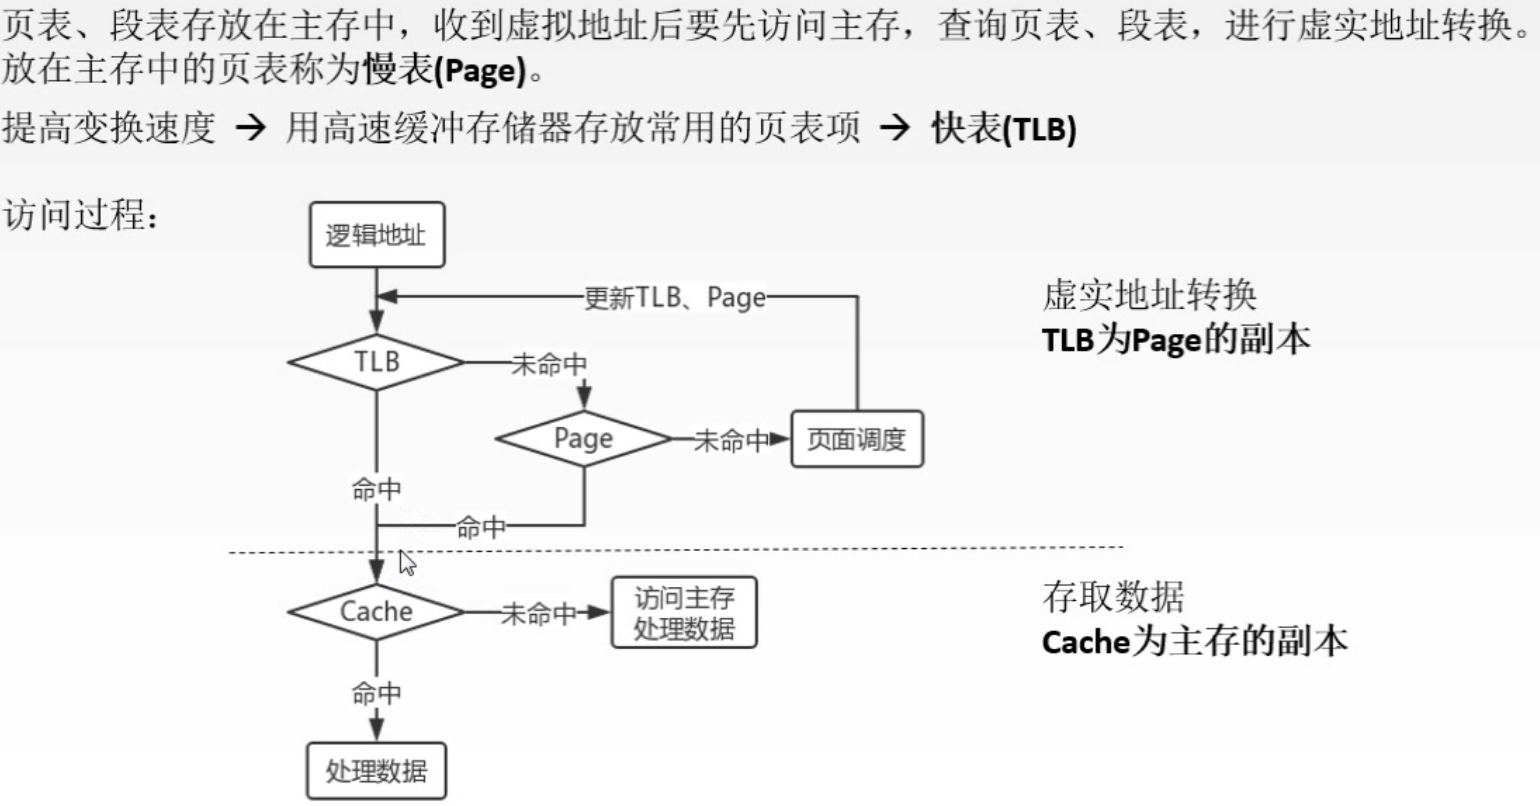 页表、段表存放在主存中，收到虚拟地址后要先访问主存，查询页表、段表，进行虚实地址转换。
放在主存中的页表称为慢表(Page)。
提高变换速度 → 用高速缓冲存储器存放常用的页表项 → 快表(TLB)
访问过程：
逻辑地址
更新TLB、Page
虚实地址转换
TLB为Page的副本
TLB
未命中
Page
未命中
页面调度
命中
命中
Cache
未命中
访问主存
处理数据
存取数据
Cache为主存的副本
命中
处理数据